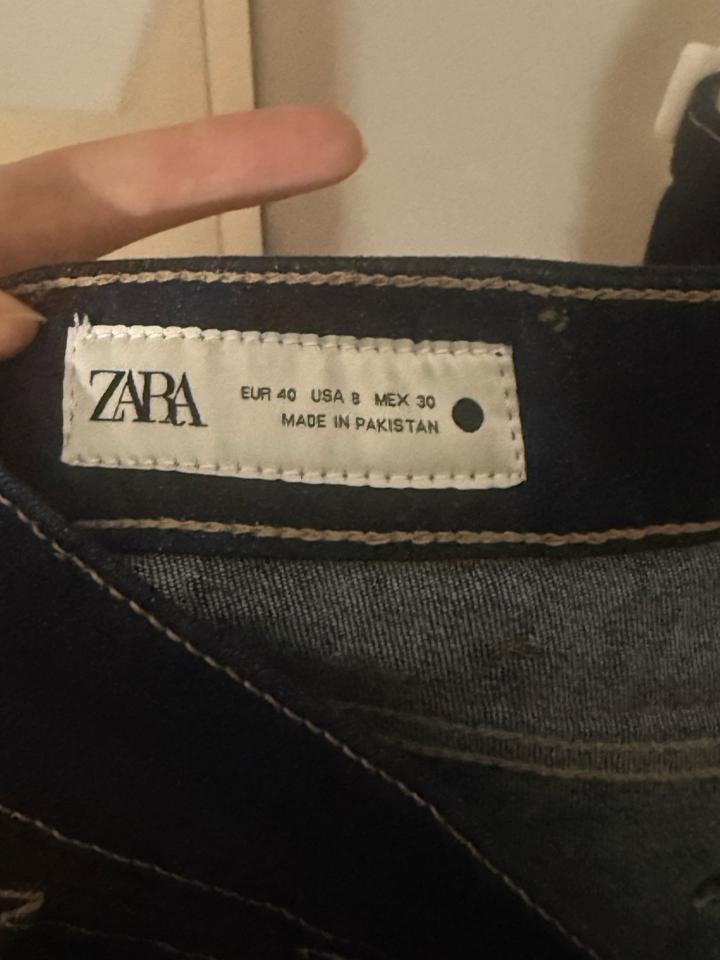 ZARA
EUR 40 USA 8 MEX 30
MADE IN PAKISTAN